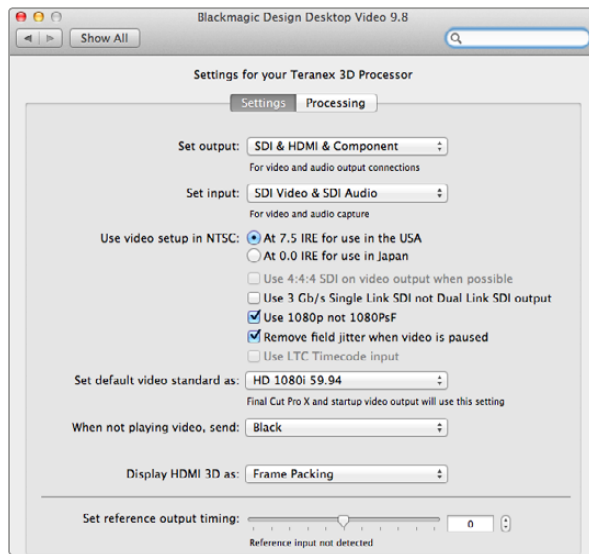 Blackmagic Design Desktop Video 9.8
Show All
Settings for your Teranex 3D Processor
Settings Processing
Set output: SDI & HDMI & Component
For video and audio output connections
Set input: SDI Video & SDI Audio
For video and audio capture
Use video setup in NTSC: At 7.5 IRE for use in the USA
At 0.0 IRE for use in Japan
Use 4:4:4 SDI on video output when possible
Use 3 Gb/s Single Link SDI not Dual Link SDI output
Use 1080p not 1080PsF
Remove field jitter when video is paused
Use LTC Timecode input
Set default video standard as: HD 1080i 59.94
Final Cut Pro X and startup video output will use this setting
When not playing video, send: Black
Display HDMI 3D as: Frame Packing
Set reference output timing: 0
Reference input not detected